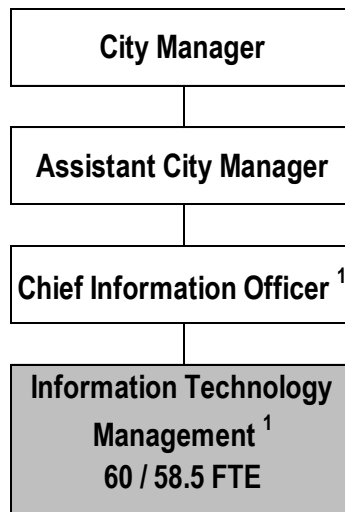 City Manager
Assistant City Manager
Chief Information Officer 1
Information Technology
Management 1
60 / 58.5 FTE